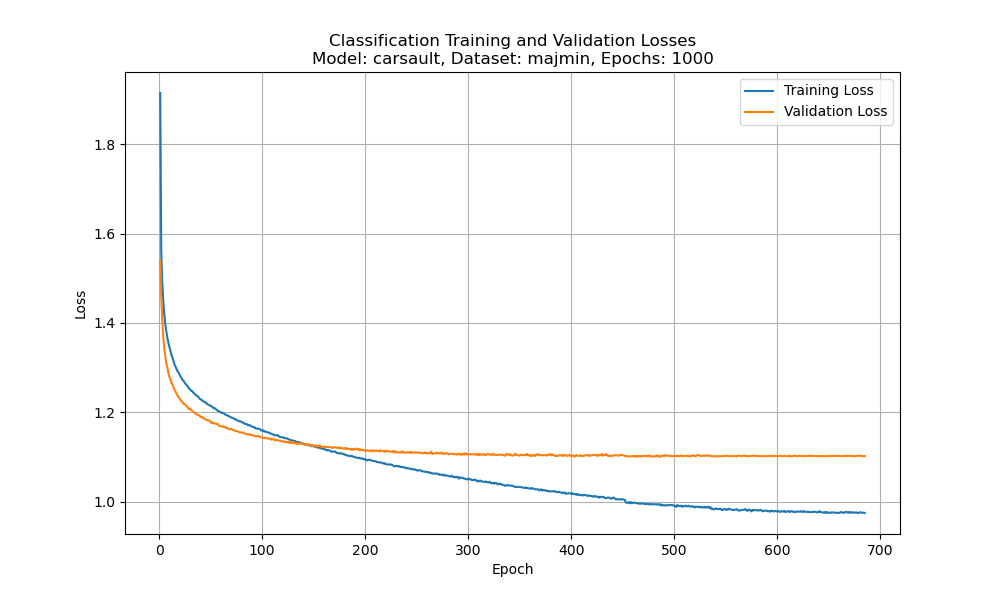 Classification Training and Validation Losses
Model: carsault, Dataset: majmin, Epochs: 1000
Training Loss
Validation Loss
1.8
1.6
1.4
1.2
1.0
Loss
0 100 200 300 400 500 600 700
Epoch